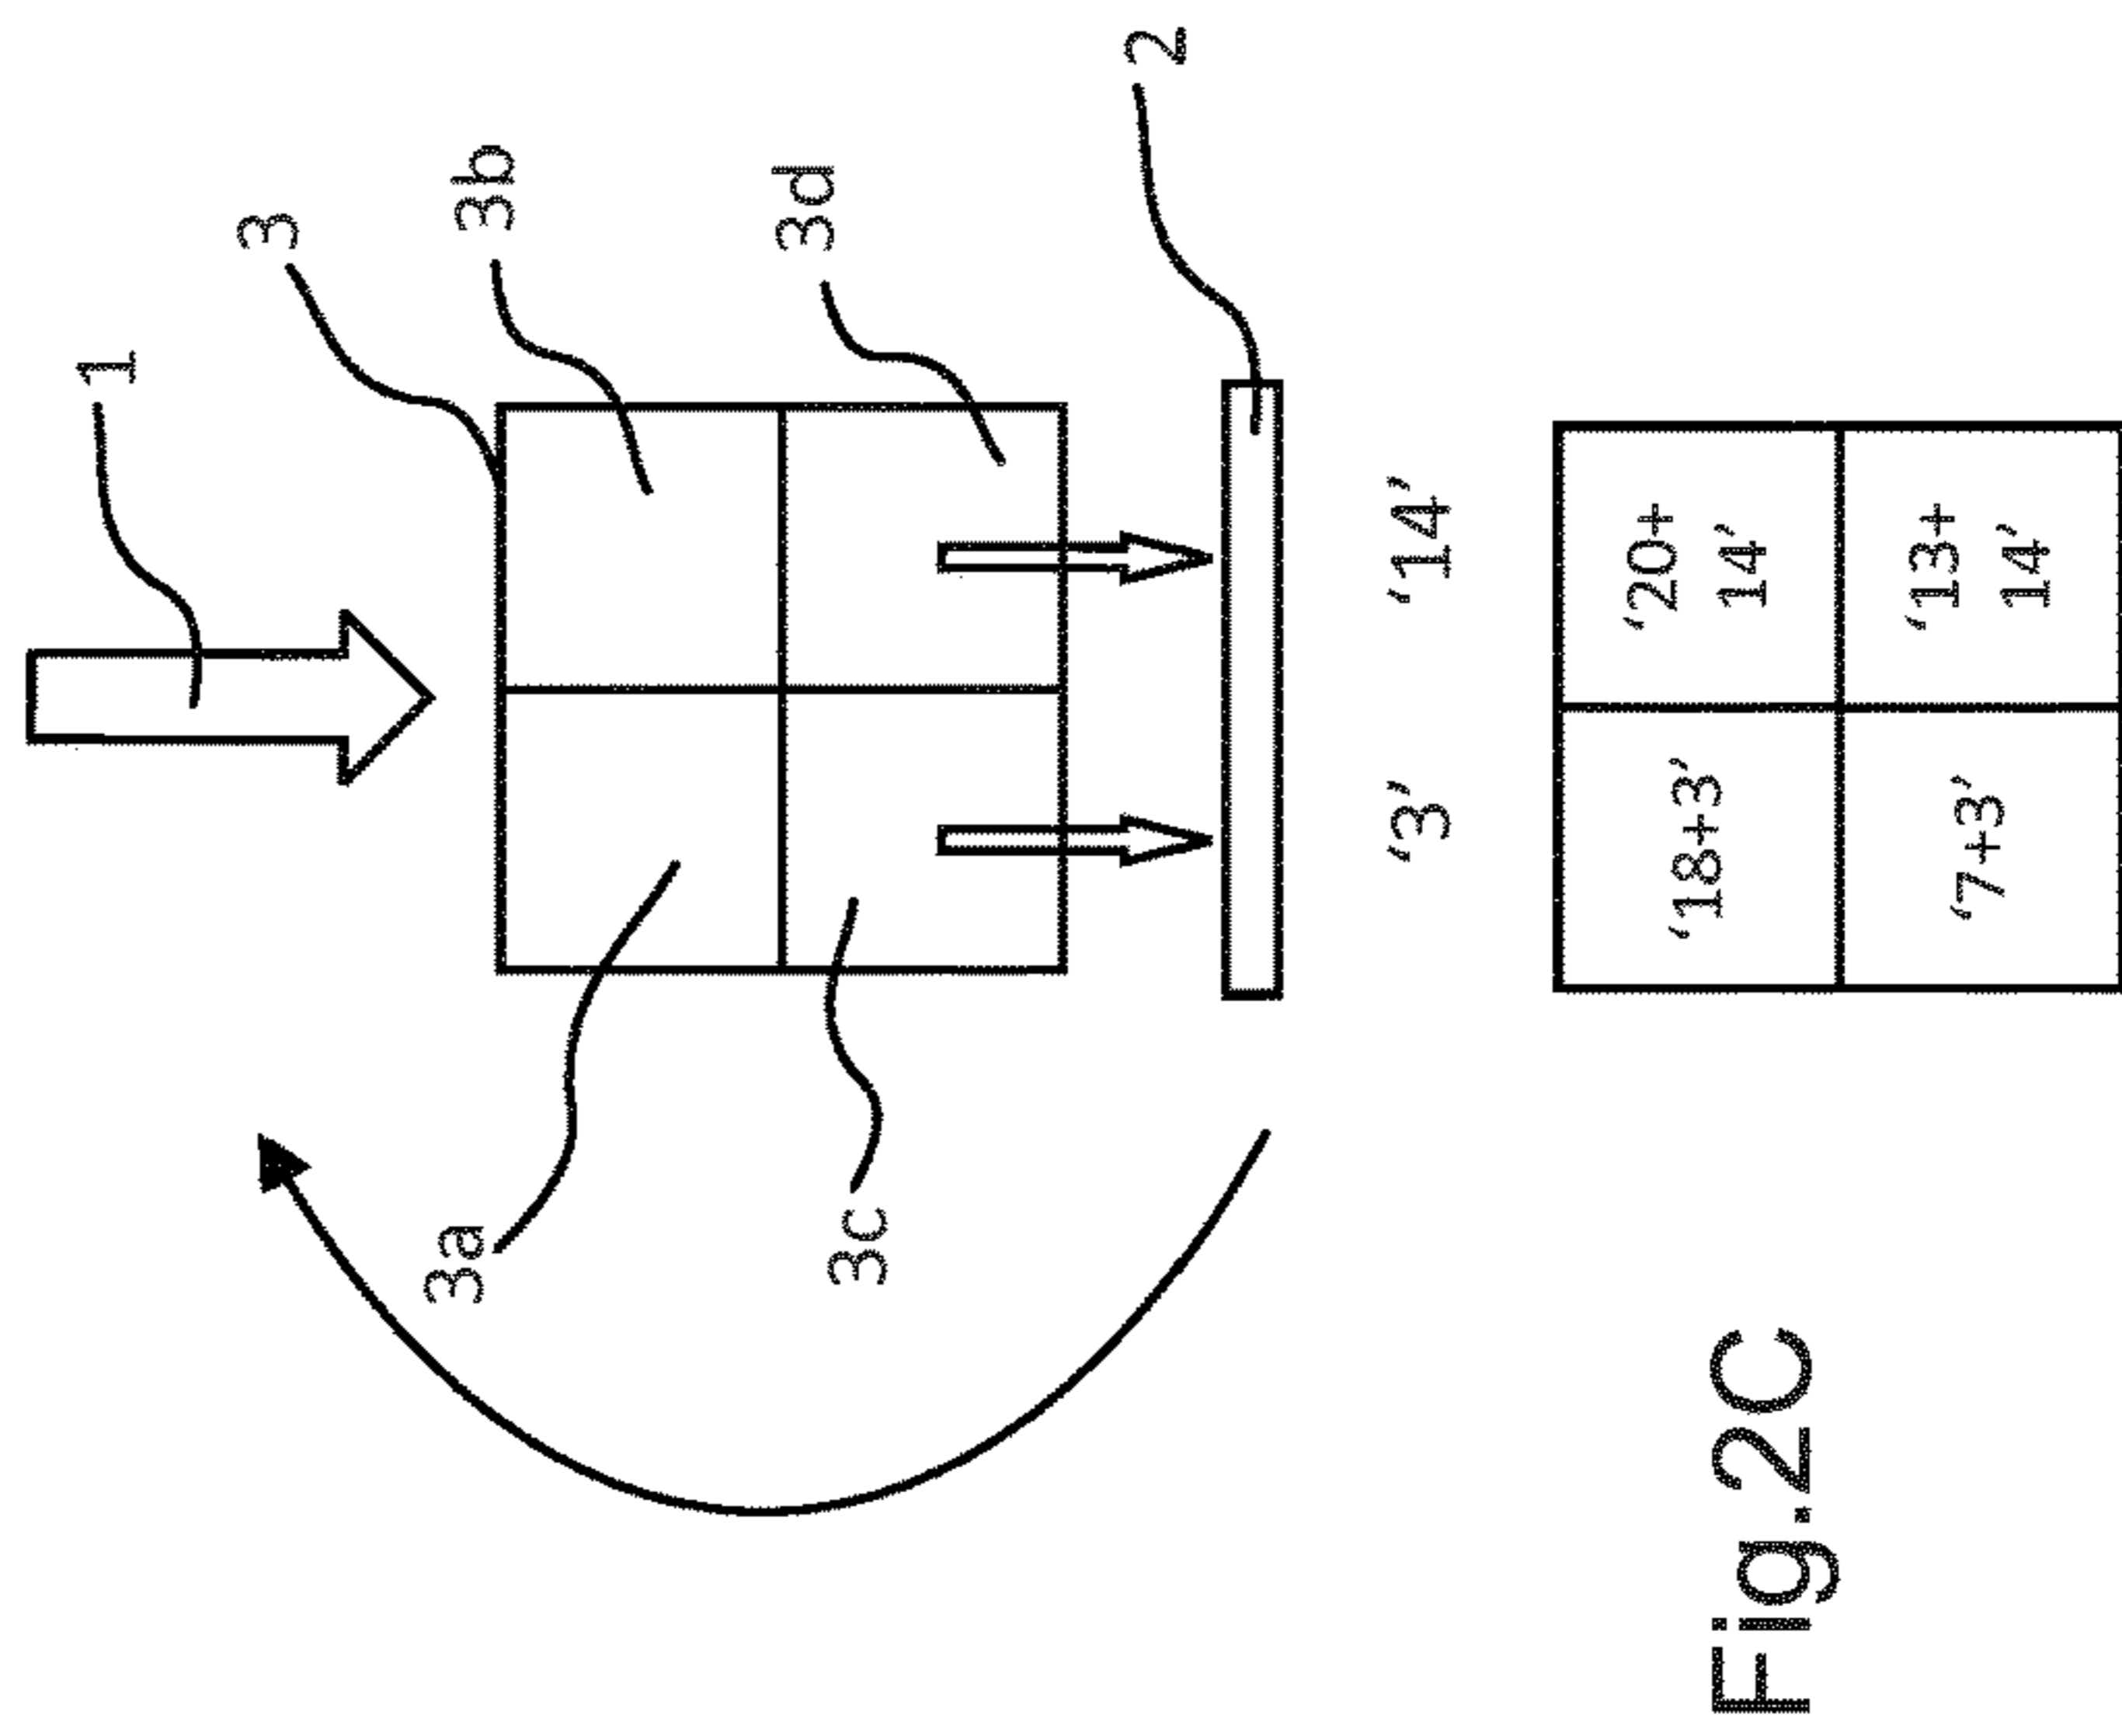 1
3
3a
3b
3c
3d
2
‘3’
‘14’
‘18+3’
‘20+
14’
‘7+3’
‘13+
14’
Fig.2C